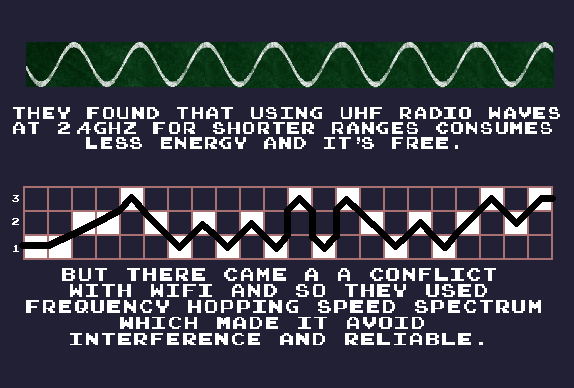 THEY FOUND THAT USING UHF RADIO WAVES
AT 2.4GHZ FOR SHORTER RANGES CONSUMES
LESS ENERGY AND IT'S FREE.
3
2
1
BUT THERE CAME A A CONFLICT
WITH WIFI AND SO THEY USED
FREQUENCY HOPPING SPEED SPECTRUM
WHICH MADE IT AVOID
INTERFERENCE AND RELIABLE.